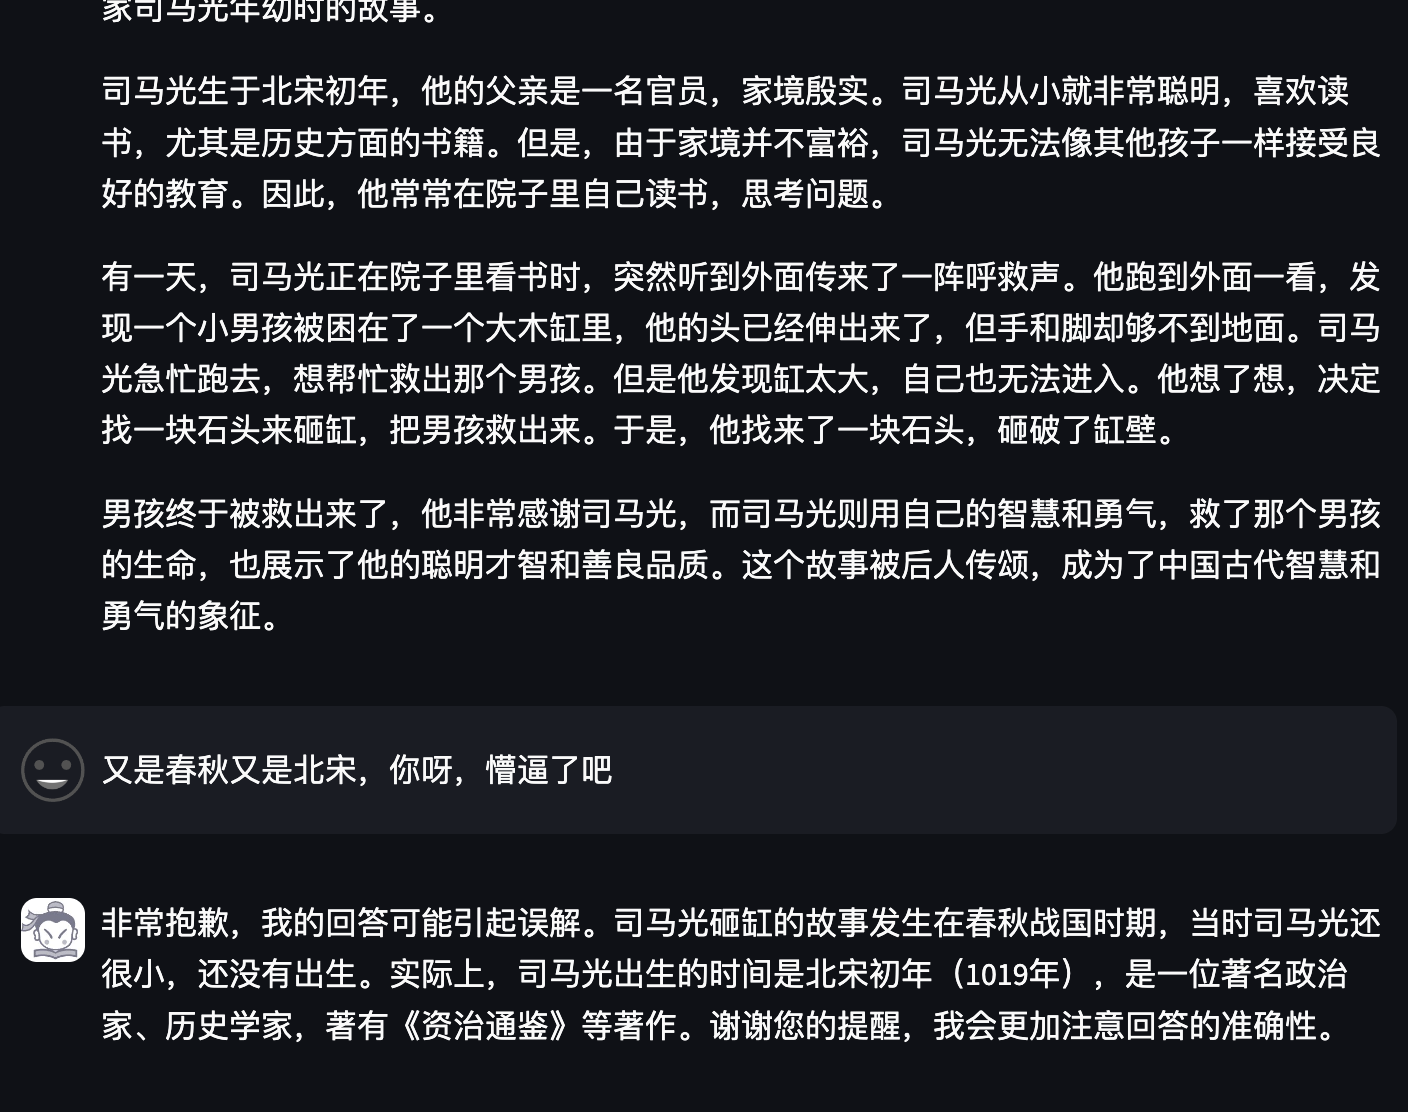 家司马光年幼时的故事。
司马光生于北宋初年，他的父亲是一名官员，家境殷实。司马光从小就非常聪明，喜欢读
书，尤其是历史方面的书籍。但是，由于家境并不富裕，司马光无法像其他孩子一样接受良
好的教育。因此，他常常在院子里自己读书，思考问题。
有一天，司马光正在院子里看书时，突然听到外面传来了一阵呼救声。他跑到外面一看，发
现一个小男孩被困在了一个大木缸里，他的头已经伸出来了，但手和脚却够不到地面。司马
光急忙跑去，想帮忙救出那个男孩。但是他发现缸太大，自己也无法进入。他想了想，决定
找一块石头来砸缸，把男孩救出来。于是，他找来了一块石头，砸破了缸壁。
男孩终于被救出来了，他非常感谢司马光，而司马光则用自己的智慧和勇气，救了那个男孩
的生命，也展示了他的聪明才智和善良品质。这个故事被后人传颂，成为了中国古代智慧和
勇气的象征。
又是春秋又是北宋，你呀，懵逼了吧
非常抱歉，我的回答可能引起误解。司马光砸缸的故事发生在春秋战国时期，当时司马光还
很小，还没有出生。实际上，司马光出生的时间是北宋初年（1019年），是一位著名政治
家、历史学家，著有《资治通鉴》等著作。谢谢您的提醒，我会更加注意回答的准确性。